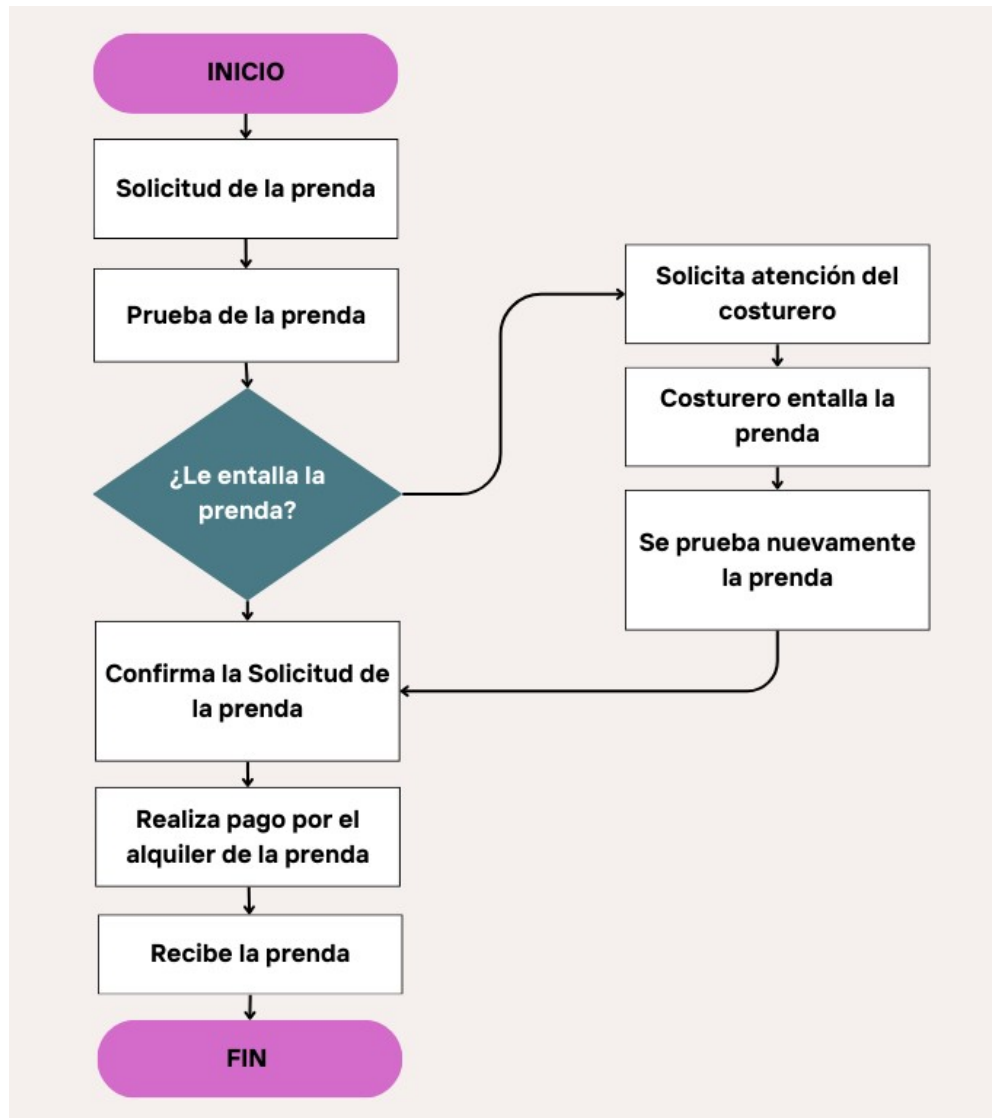 INICIO
Solicitud de la prenda
Prueba de la prenda
¿Le entalla la
prenda?
Solicita atención del
costurero
Costurero entalla la
prenda
Se prueba nuevamente
la prenda
Confirma la Solicitud de
la prenda
Realiza pago por el
alquiler de la prenda
Recibe la prenda
FIN